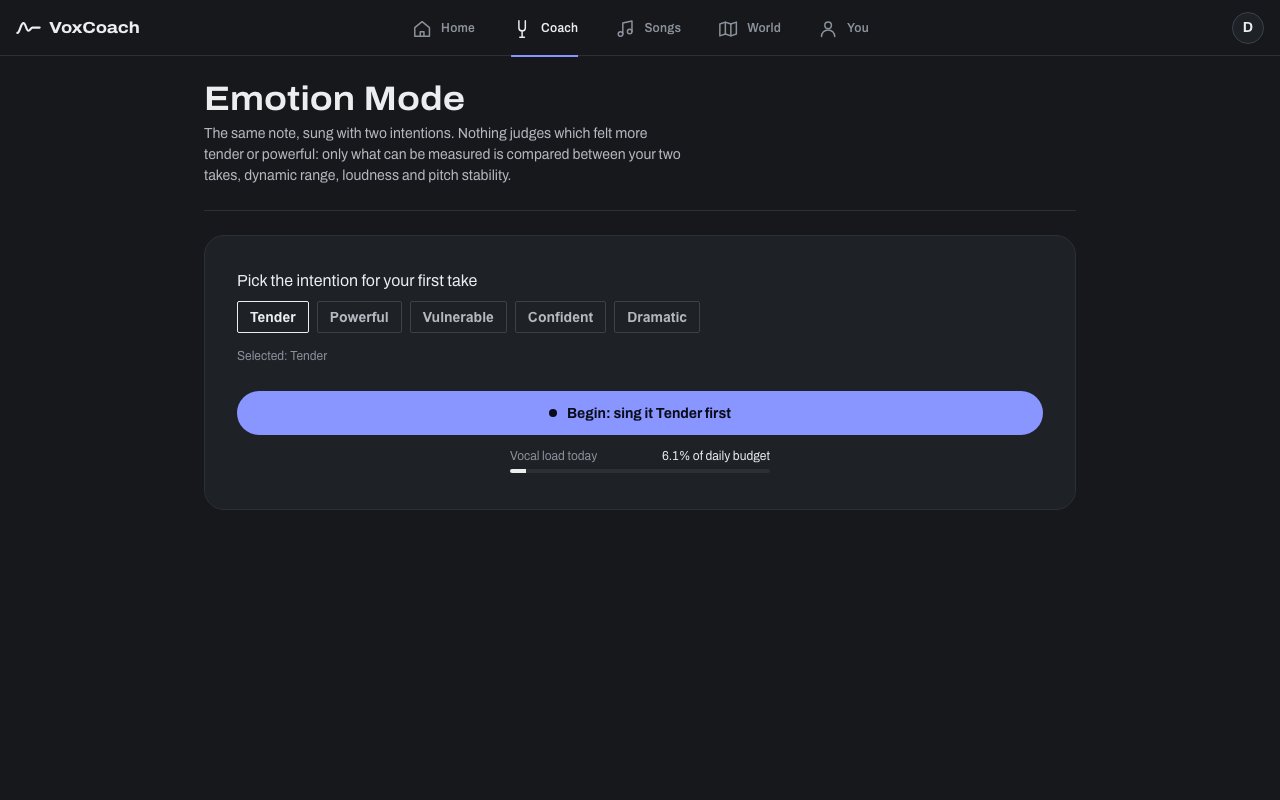 VoxCoach
Home
Coach
Songs
World
You
D
Emotion Mode
The same note, sung with two intentions. Nothing judges which felt more
tender or powerful: only what can be measured is compared between your two
takes, dynamic range, loudness and pitch stability.
Pick the intention for your first take
Tender
Powerful
Vulnerable
Confident
Dramatic
Selected: Tender
Begin: sing it Tender first
Vocal load today
6.1% of daily budget